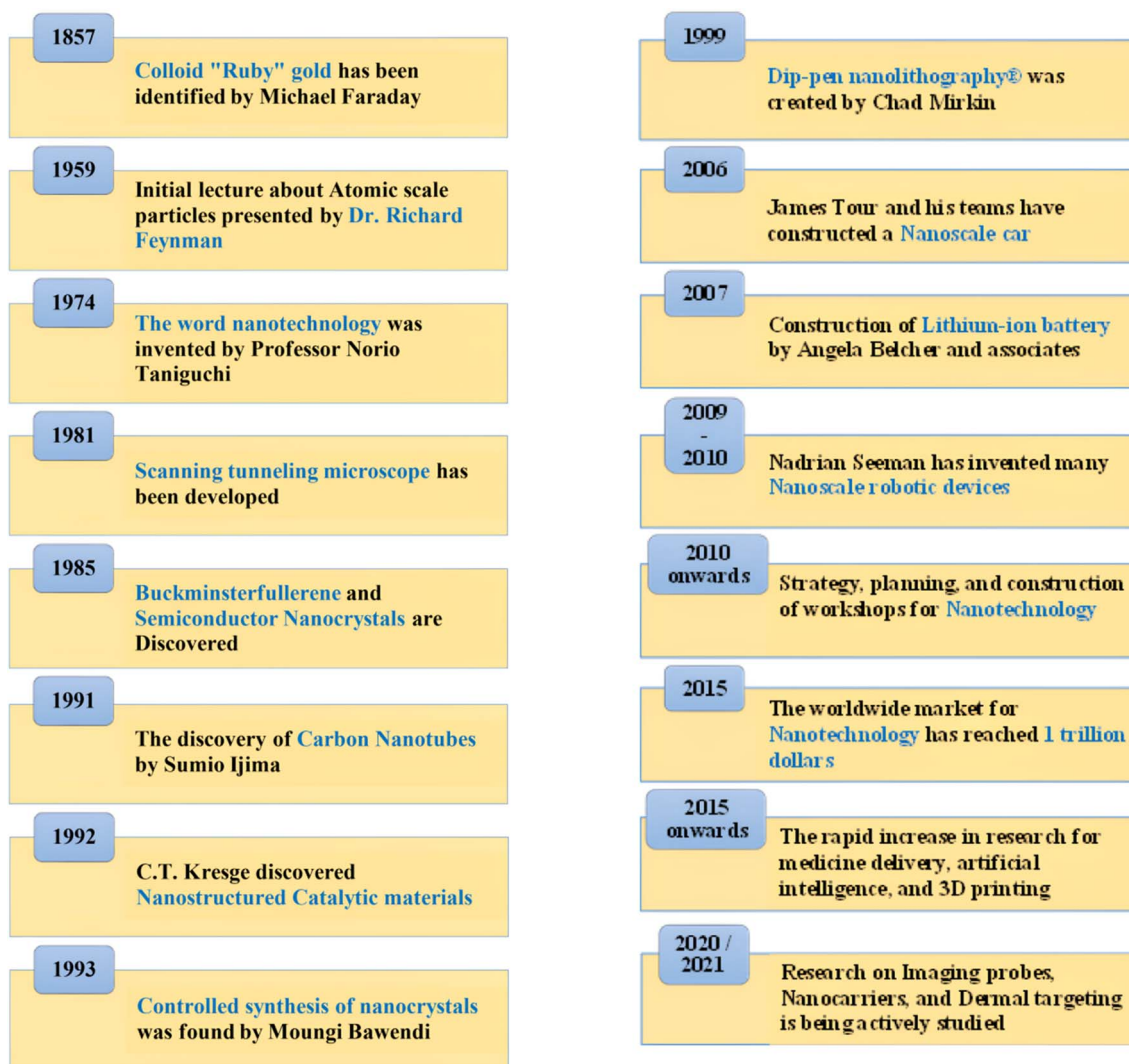 1857
Colloid "Ruby" gold has been
identified by Michael Faraday
1959
Initial lecture about Atomic scale
particles presented by Dr. Richard
Feynman
1974
The word nanotechnology was
invented by Professor Norio
Taniguchi
1981
Scanning tunneling microscope has
been developed
1985
Buckminsterfullerene and
Semiconductor Nanocrystals are
Discovered
1991
The discovery of Carbon Nanotubes
by Sumio Ijima
1992
C.T. Kresge discovered
Nanostructured Catalytic materials
1993
Controlled synthesis of nanocrystals
was found by Moungi Bawendi
1999
Dip-pen nanolithography® was
created by Chad Mirkin
2006
James Tour and his teams have
constructed a Nanoscale car
2007
Construction of Lithium-ion battery
by Angela Belcher and associates
2009
-
2010
Nadrian Seeman has invented many
Nanoscale robotic devices
2010
onwards
Strategy, planning, and construction
of workshops for Nanotechnology
2015
The worldwide market for
Nanotechnology has reached 1 trillion
dollars
2015
onwards
The rapid increase in research for
medicine delivery, artificial
intelligence, and 3D printing
2020 /
2021
Research on Imaging probes,
Nanocarriers, and Dermal targeting
is being actively studied